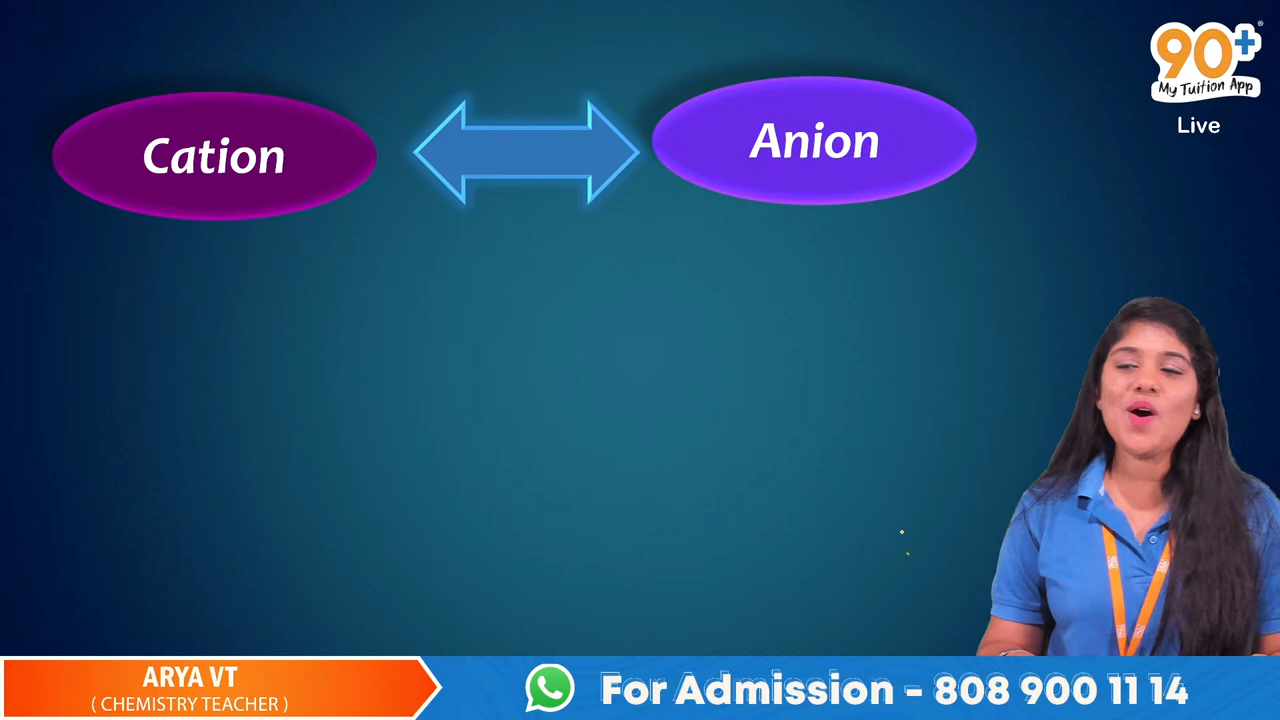 90+
My Tuition App
Live
Cation
Anion
ARYA VT
( CHEMISTRY TEACHER )
For Admission - 808 900 11 14